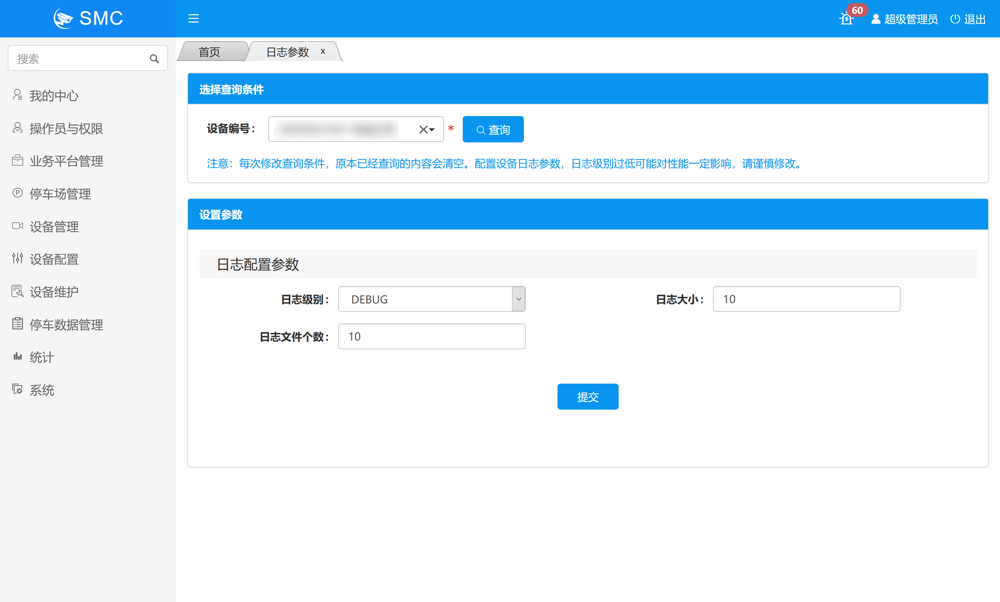 SMC
60
超级管理员
退出
搜索
我的中心
操作员与权限
业务平台管理
停车场管理
设备管理
设备配置
设备维护
停车数据管理
统计
系统
首页
日志参数 x
选择查询条件
设备编号：
*
查询
注意：每次修改查询条件，原本已经查询的内容会清空。配置设备日志参数，日志级别过低可能对性能一定影响，请谨慎修改。
设置参数
日志配置参数
日志级别：
DEBUG
日志大小：
10
日志文件个数：
10
提交